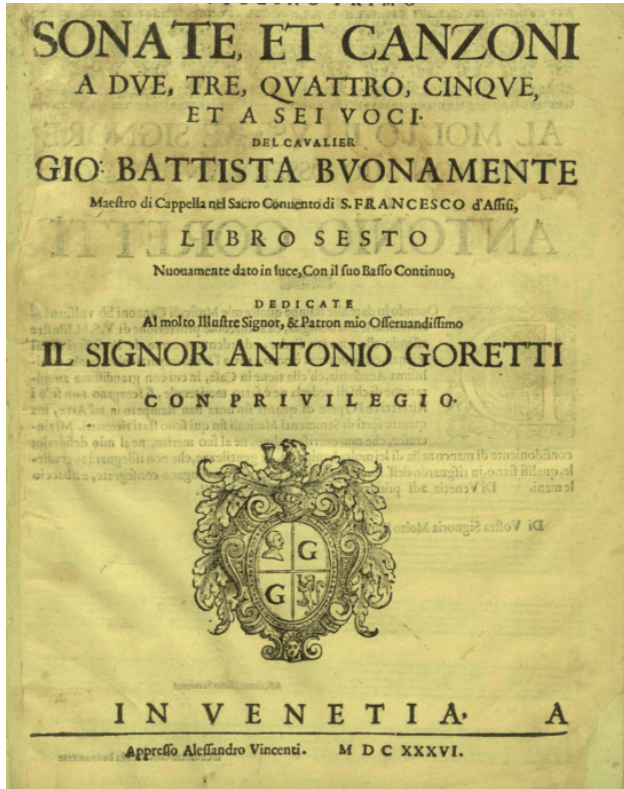 SONATE, ET CANZONI
A DVE, TRE, QVATTRO, CINQVE,
ET A SEI VOCI.
DEL CAVALIER
GIO: BATTISTA BVONAMENTE
Maeſtro di Cappella nel Sacro Conuento di S. FRANCESCO d'Aſſiſi,
LIBRO SESTO
Nuouamente dato in luce, Con il ſuo Baſſo Continuo,
DEDICATE
Al molto Illuſtre Signor, & Patron mio Oſſeruandiſſimo
IL SIGNOR ANTONIO GORETTI
CON PRIVILEGIO.
G
G
IN VENETIA. A
Appreſſo Aleſſandro Vincenti. M D C XXXVI.